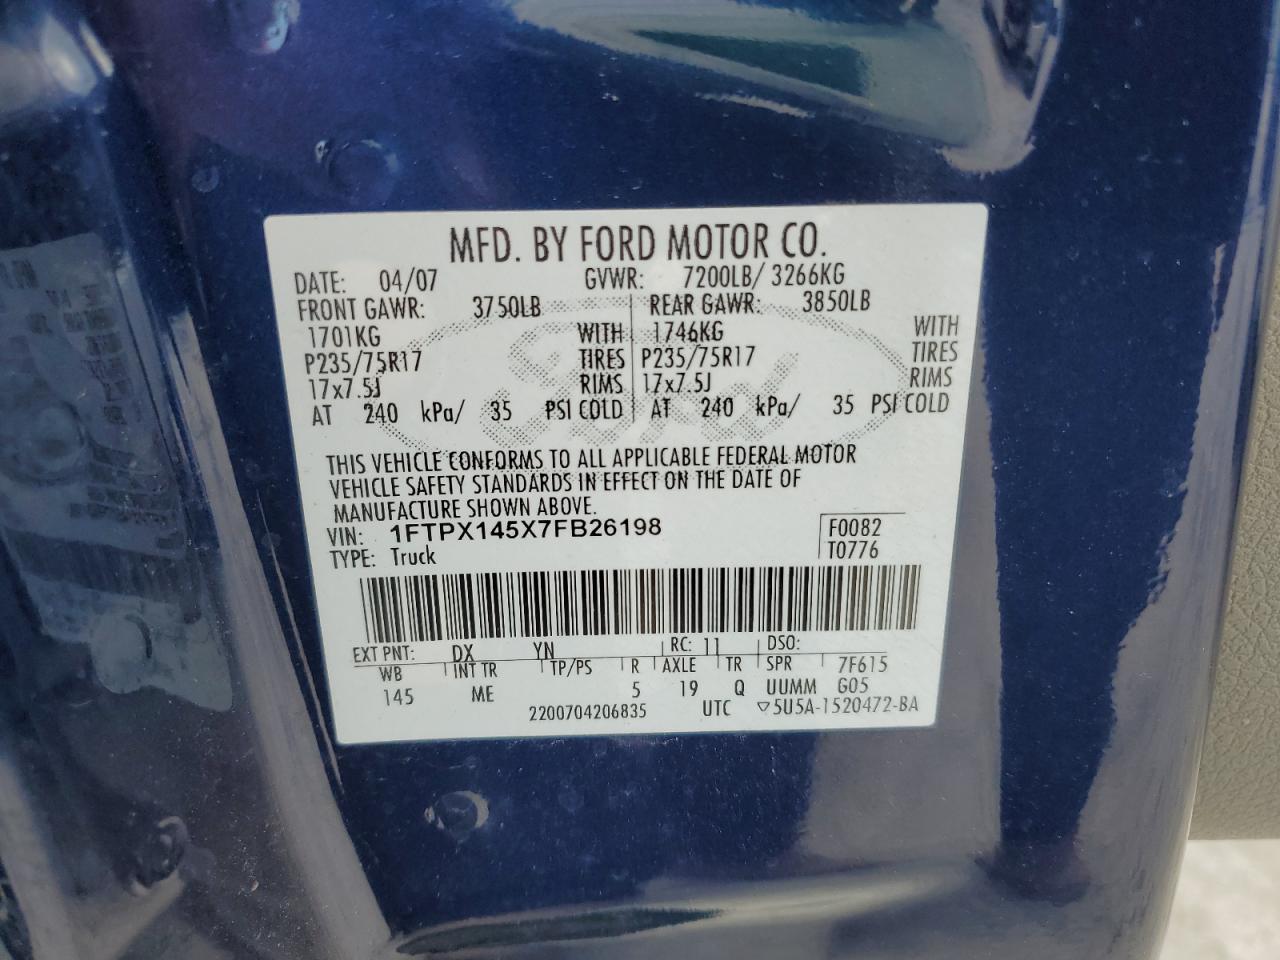 MFD. BY FORD MOTOR CO.
DATE: 04/07 GVWR: 7200LB/ 3266KG
FRONT GAWR: 3750LB REAR GAWR: 3850LB
1701KG WITH 1746KG WITH
P235/75R17 TIRES P235/75R17 TIRES
17x7.5J RIMS 17x7.5J RIMS
AT 240 kPa/ 35 PSI COLD AT 240 kPa/ 35 PSI COLD
THIS VEHICLE CONFORMS TO ALL APPLICABLE FEDERAL MOTOR
VEHICLE SAFETY STANDARDS IN EFFECT ON THE DATE OF
MANUFACTURE SHOWN ABOVE.
VIN: 1FTPX145X7FB26198 F0082
TYPE: Truck T0776
EXT PNT: DX YN RC: 11 DSO:
WB INT TR TP/PS R AXLE TR SPR 7F615
145 ME 5 19 Q UUMM G05
2200704206835 UTC ▽5U5A-1520472-BA
Ford